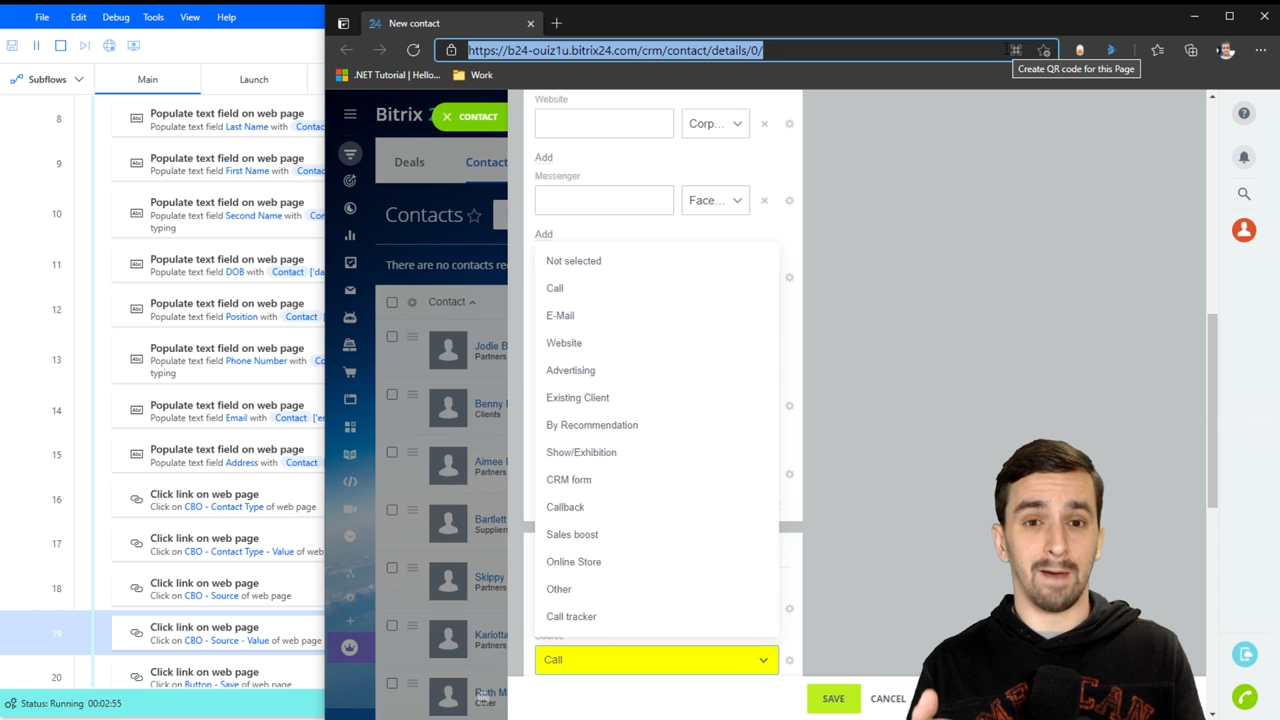 File Edit Debug Tools View Help
Subflows Main Launch
8 Populate text field on web page
Populate text field Last Name with Contac
9 Populate text field on web page
Populate text field First Name with Contac
10 Populate text field on web page
Populate text field Second Name with Con
typing
11 Populate text field on web page
Populate text field DOB with Contact ['da
12 Populate text field on web page
Populate text field Position with Contact
13 Populate text field on web page
Populate text field Phone Number with Co
typing
14 Populate text field on web page
Populate text field Email with Contact ['en
15 Populate text field on web page
Populate text field Address with Contact
16 Click link on web page
Click on CBO - Contact Type of web page
17 Click link on web page
Click on CBO - Contact Type - Value of web
18 Click link on web page
Click on CBO - Source of web page
19 Click link on web page
Click on CBO - Source - Value of web page
20 Click link on web page
Click on Button - Save of web page
Status: Running 00:02:55
24 New contact
https://b24-ouiz1u.bitrix24.com/crm/contact/details/0/
Create QR code for this Page
.NET Tutorial | Hello... Work
Bitrix 2
CONTACT
Deals Contac
Contacts
There are no contacts re
Contact
Jodie B
Partners
Benny
Clients
Aimee
Partners
Bartlett
Supplier
Skippy
Partners
Kariotta
Partners
Ruth M
Other
Website
Corp...
Add
Messenger
Face...
Add
Not selected
Call
E-Mail
Website
Advertising
Existing Client
By Recommendation
Show/Exhibition
CRM form
Callback
Sales boost
Online Store
Other
Call tracker
Source
Call
SAVE CANCEL